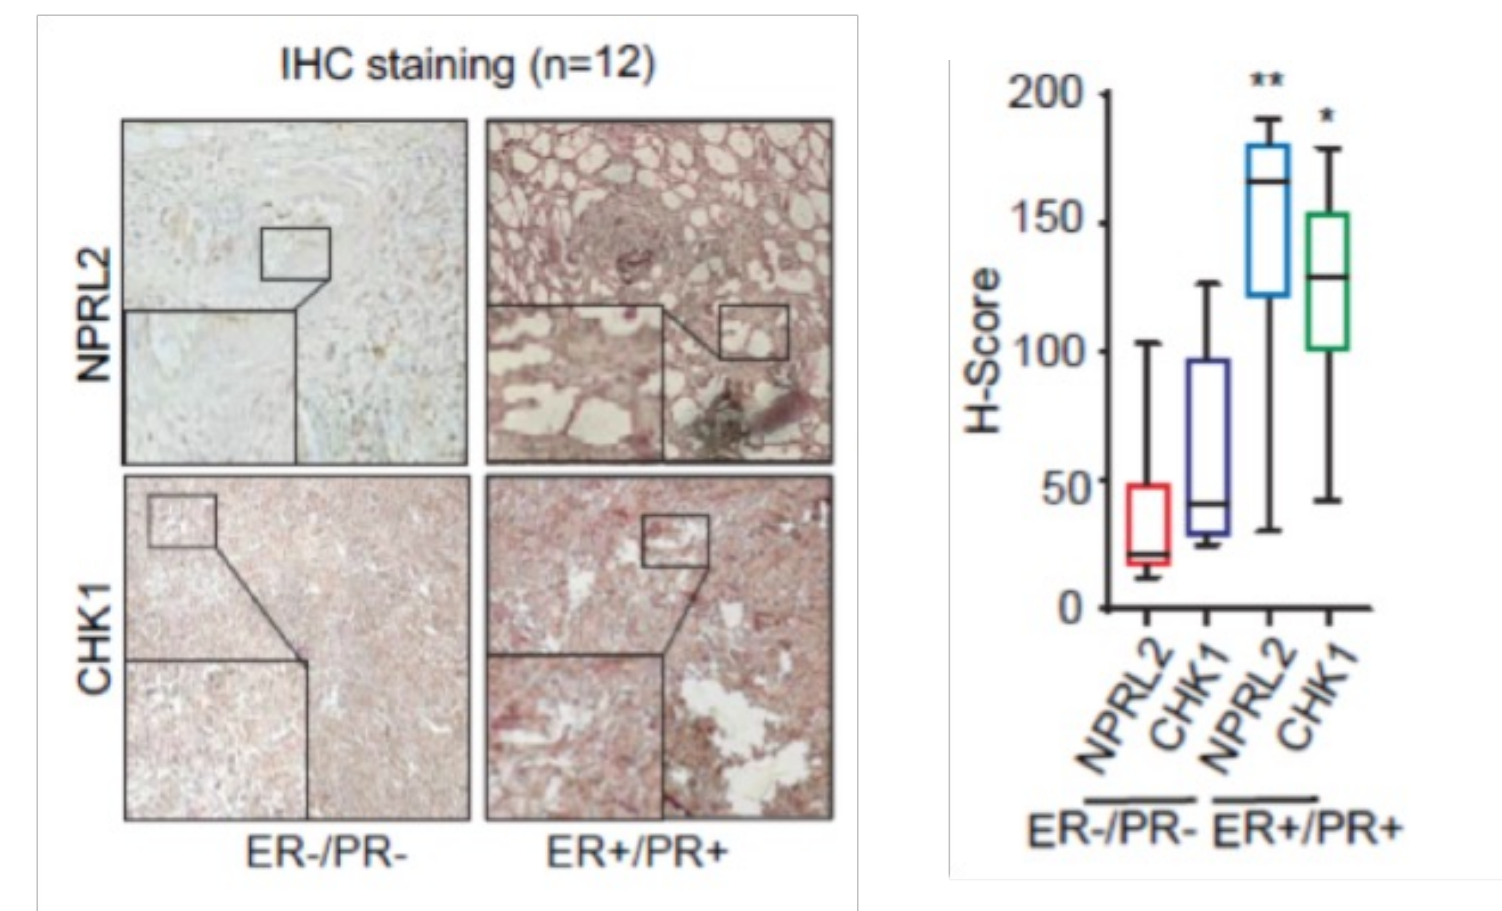 IHC staining (n=12)
NPRL2
CHK1
ER-/PR-
ER+/PR+
**
*
200
150
100
50
0
H-Score
NPRL2
CHK1
NPRL2
CHK1
ER-/PR-
ER+/PR+